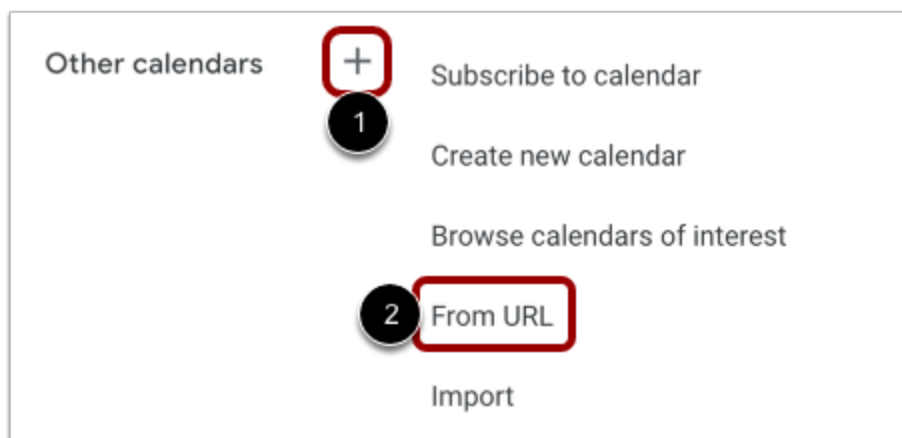 Other calendars +
1
Subscribe to calendar
Create new calendar
Browse calendars of interest
2 From URL
Import